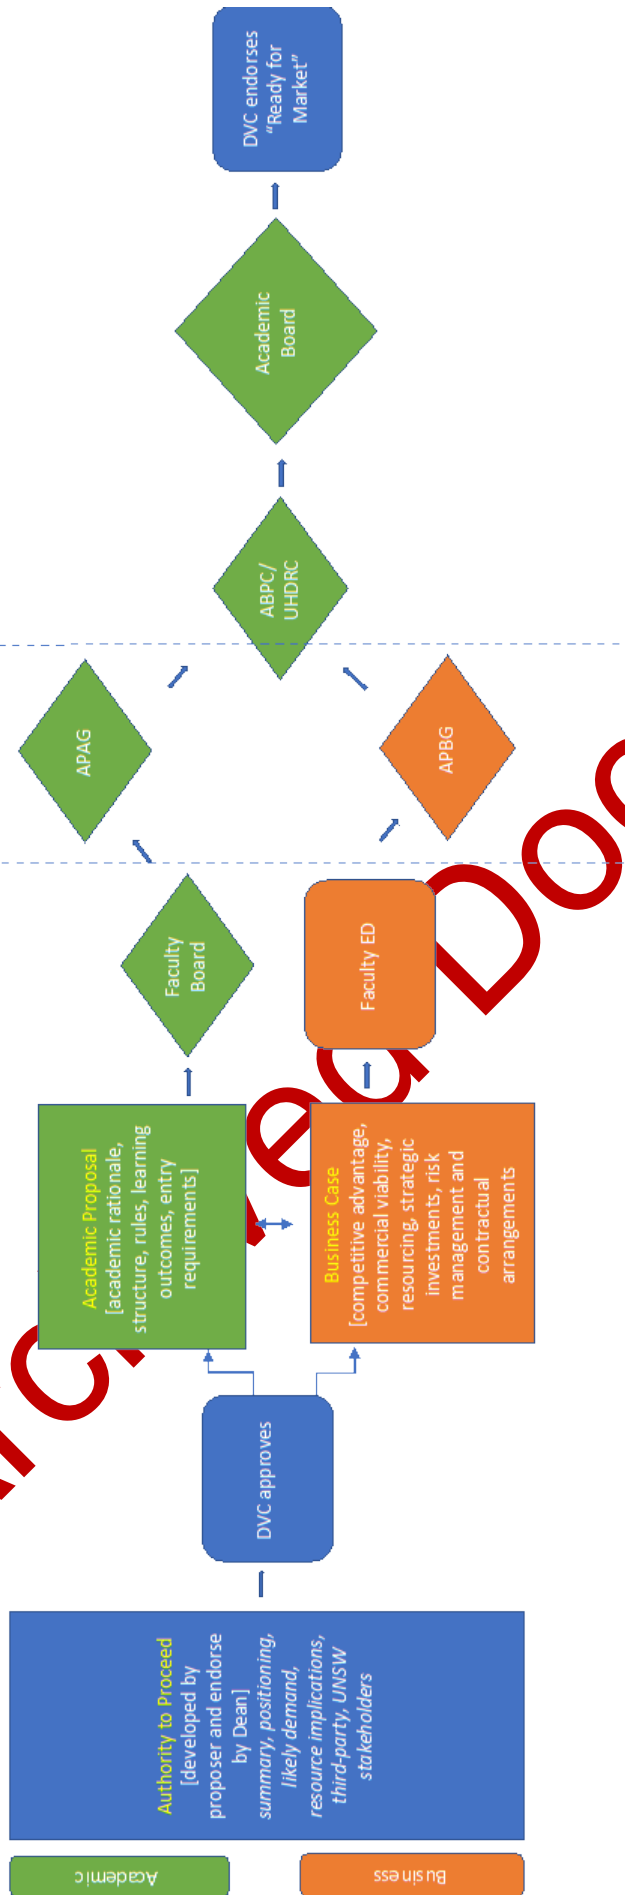 Academic
Business
Authority to Proceed
[developed by
proposer and endorse
by Dean]
summary, positioning,
likely demand,
resource implications,
third-party, UNSW
stakeholders
DVC approves
Academic Proposal
[academic rationale,
structure, rules, learning
outcomes, entry
requirements]
Business Case
[competitive advantage,
commercial viability,
resourcing, strategic
investments, risk
management and
contractual
arrangements
Faculty
Board
Faculty ED
APAG
APBG
ABPC/
UHDRC
Academic
Board
DVC endorses
“Ready for
Market”